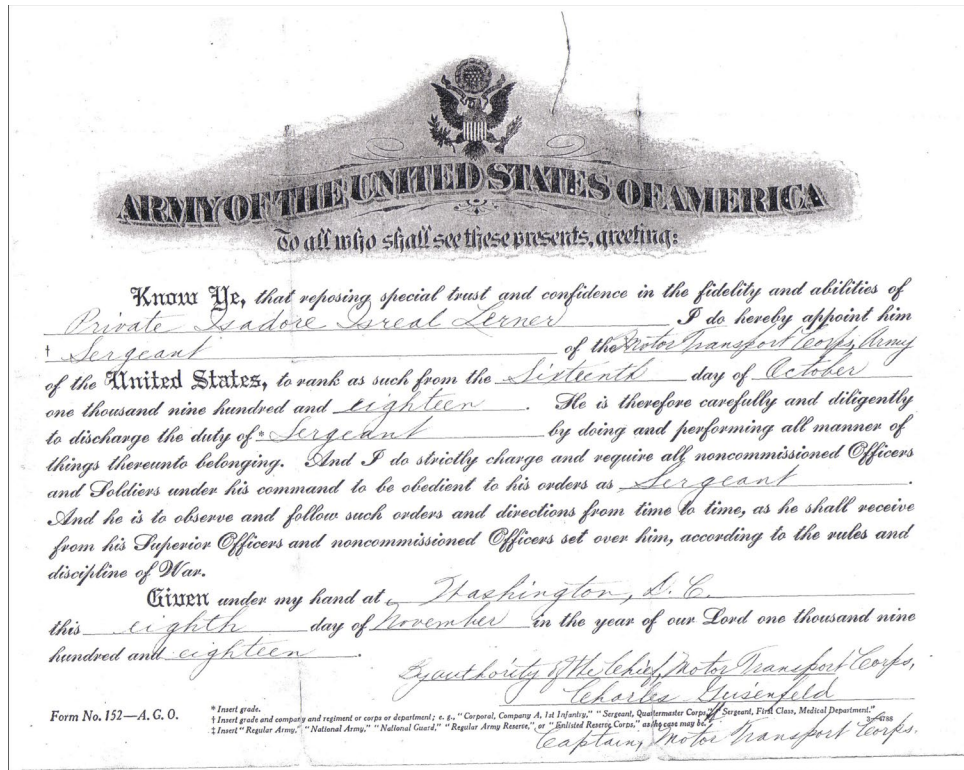 ARMY OF THE UNITED STATES OF AMERICA
To all who shall see these presents, greeting:
Know Ye, that reposing special trust and confidence in the fidelity and abilities of
Private Isadore Isreal Lerner I do hereby appoint him
† Sergeant of the Motor Transport Corps, Army
of the United States, to rank as such from the Sixteenth day of October
one thousand nine hundred and eighteen. He is therefore carefully and diligently
to discharge the duty of * Sergeant by doing and performing all manner of
things thereunto belonging. And I do strictly charge and require all noncommissioned Officers
and Soldiers under his command to be obedient to his orders as Sergeant.
And he is to observe and follow such orders and directions from time to time, as he shall receive
from his Superior Officers and noncommissioned Officers set over him, according to the rules and
discipline of War.
Given under my hand at Washington, D. C.
this eighth day of November in the year of our Lord one thousand nine
hundred and eighteen.
By authority of the Chief, Motor Transport Corps,
Charles
Form No. 152—A. G. O.
* Insert grade.
† Insert grade and company and regiment or corps or department; e. g., "Corporal, Company A, 1st Infantry," "Sergeant, Quartermaster Corps," "Sergeant, First Class, Medical Department."
‡ Insert "Regular Army," "National Army," "National Guard," "Regular Army Reserve," or "Enlisted Reserve Corps," as the case may be.
3—4788
Captain, Motor Transport Corps.